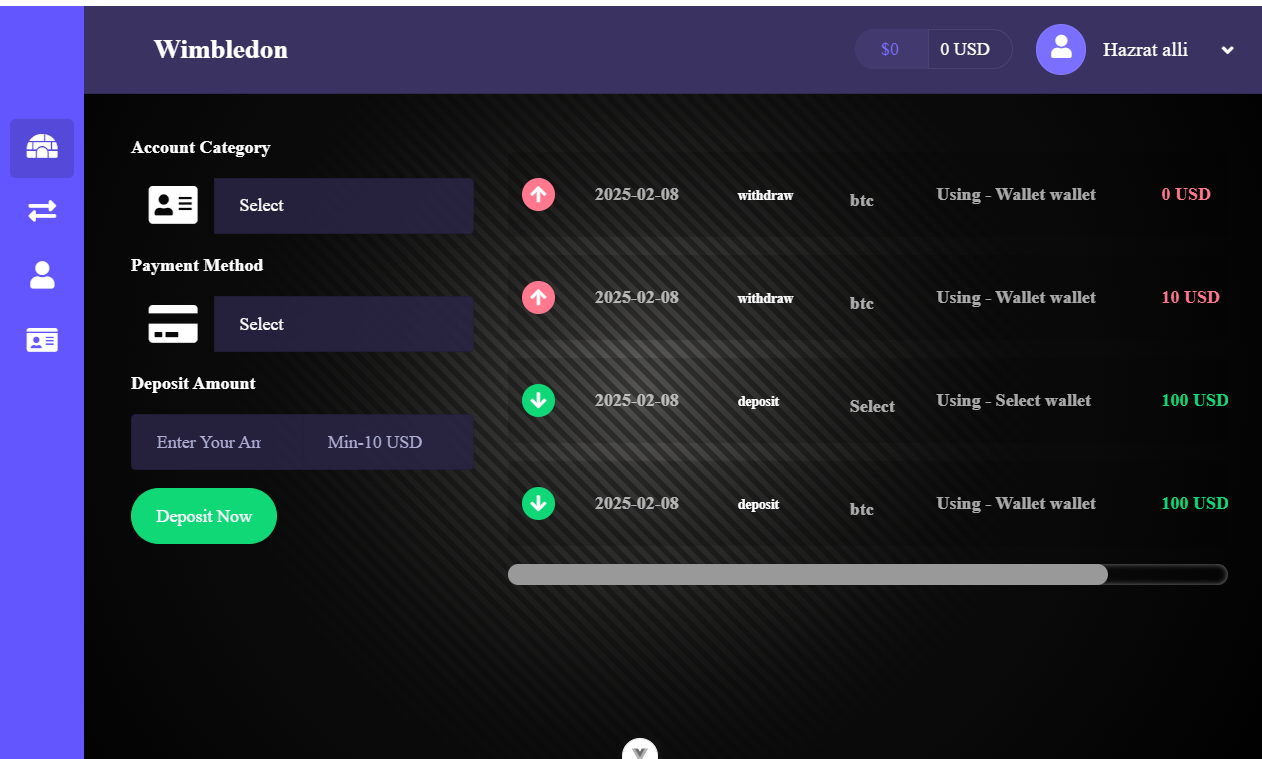 Wimbledon
$0 0 USD
Hazrat alli
Account Category
Select
Payment Method
Select
Deposit Amount
Enter Your Am Min-10 USD
Deposit Now
2025-02-08 withdraw btc Using - Wallet wallet 0 USD
2025-02-08 withdraw btc Using - Wallet wallet 10 USD
2025-02-08 deposit Select Using - Select wallet 100 USD
2025-02-08 deposit btc Using - Wallet wallet 100 USD